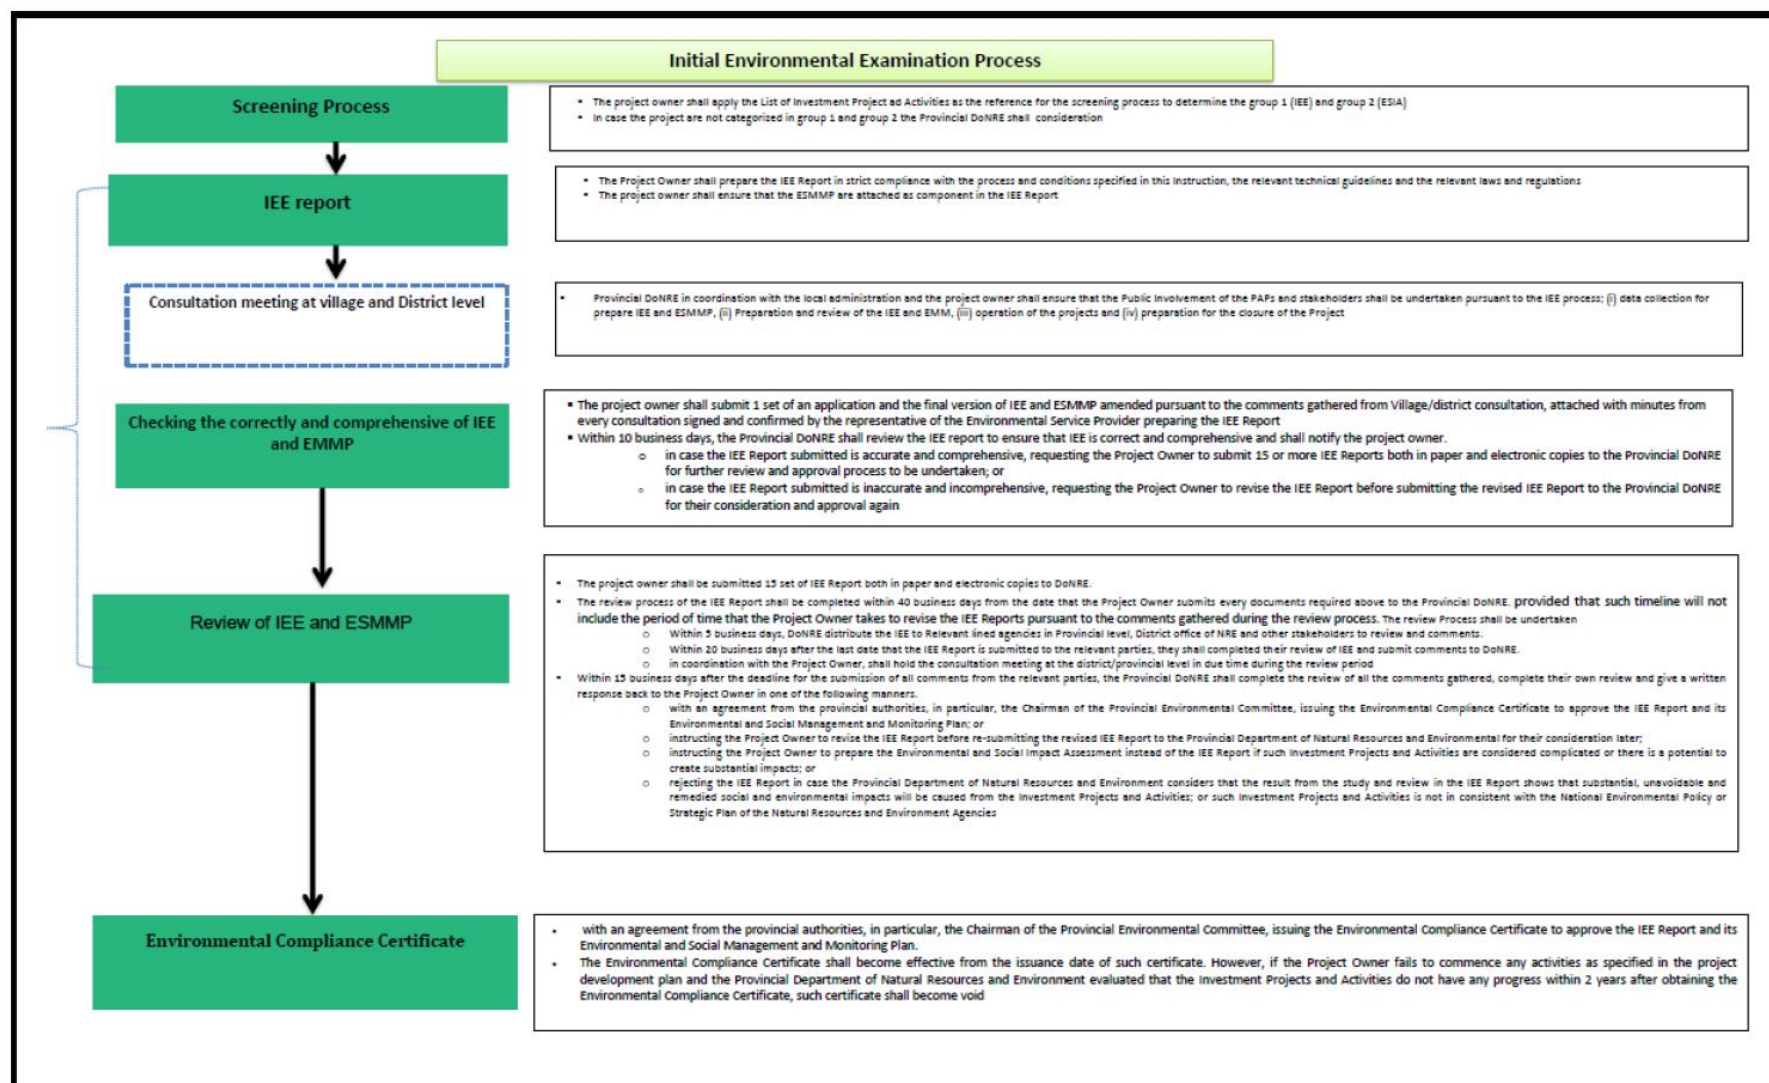 Initial Environmental Examination Process
Screening Process
▪ The project owner shall apply the List of Investment Project ad Activities as the reference for the screening process to determine the group 1 (IEE) and group 2 (ESIA)
▪ In case the project are not categorized in group 1 and group 2 the Provincial DoNRE shall consideration
IEE report
▪ The Project Owner shall prepare the IEE Report in strict compliance with the process and conditions specified in this Instruction, the relevant technical guidelines and the relevant laws and regulations
▪ The project owner shall ensure that the ESMMP are attached as component in the IEE Report
Consultation meeting at village and District level
▪ Provincial DoNRE in coordination with the local administration and the project owner shall ensure that the Public Involvement of the PAPs and stakeholders shall be undertaken pursuant to the IEE process; (i) data collection for
prepare IEE and ESMMP, (ii) Preparation and review of the IEE and EMM, (iii) operation of the projects and (iv) preparation for the closure of the Project
Checking the correctly and comprehensive of IEE
and EMMP
▪ The project owner shall submit 1 set of an application and the final version of IEE and ESMMP amended pursuant to the comments gathered from Village/district consultation, attached with minutes from
every consultation signed and confirmed by the representative of the Environmental Service Provider preparing the IEE Report
▪ Within 10 business days, the Provincial DoNRE shall review the IEE report to ensure that IEE is correct and comprehensive and shall notify the project owner.
o in case the IEE Report submitted is accurate and comprehensive, requesting the Project Owner to submit 15 or more IEE Reports both in paper and electronic copies to the Provincial DoNRE
for further review and approval process to be undertaken; or
o in case the IEE Report submitted is inaccurate and incomprehensive, requesting the Project Owner to revise the IEE Report before submitting the revised IEE Report to the Provincial DoNRE
for their consideration and approval again
Review of IEE and ESMMP
▪ The project owner shall be submitted 15 set of IEE Report both in paper and electronic copies to DoNRE.
▪ The review process of the IEE Report shall be completed within 40 business days from the date that the Project Owner submits every documents required above to the Provincial DoNRE. provided that such timeline will not
include the period of time that the Project Owner takes to revise the IEE Reports pursuant to the comments gathered during the review process. The review Process shall be undertaken
o Within 5 business days, DoNRE distribute the IEE to Relevant lined agencies in Provincial level, District office of NRE and other stakeholders to review and comments.
o Within 20 business days after the last date that the IEE Report is submitted to the relevant parties, they shall completed their review of IEE and submit comments to DoNRE.
o in coordination with the Project Owner, shall hold the consultation meeting at the district/provincial level in due time during the review period
▪ Within 15 business days after the deadline for the submission of all comments from the relevant parties, the Provincial DoNRE shall complete the review of all the comments gathered, complete their own review and give a written
response back to the Project Owner in one of the following manners.
o with an agreement from the provincial authorities, in particular, the Chairman of the Provincial Environmental Committee, issuing the Environmental Compliance Certificate to approve the IEE Report and its
Environmental and Social Management and Monitoring Plan; or
o instructing the Project Owner to revise the IEE Report before re-submitting the revised IEE Report to the Provincial Department of Natural Resources and Environmental for their consideration later;
o instructing the Project Owner to prepare the Environmental and Social Impact Assessment instead of the IEE Report if such Investment Projects and Activities are considered complicated or there is a potential to
create substantial impacts; or
o rejecting the IEE Report in case the Provincial Department of Natural Resources and Environment considers that the result from the study and review in the IEE Report shows that substantial, unavoidable and
remedied social and environmental impacts will be caused from the Investment Projects and Activities; or such Investment Projects and Activities is not in consistent with the National Environmental Policy or
Strategic Plan of the Natural Resources and Environment Agencies
Environmental Compliance Certificate
• with an agreement from the provincial authorities, in particular, the Chairman of the Provincial Environmental Committee, issuing the Environmental Compliance Certificate to approve the IEE Report and its
Environmental and Social Management and Monitoring Plan.
• The Environmental Compliance Certificate shall become effective from the issuance date of such certificate. However, if the Project Owner fails to commence any activities as specified in the project
development plan and the Provincial Department of Natural Resources and Environment evaluated that the Investment Projects and Activities do not have any progress within 2 years after obtaining the
Environmental Compliance Certificate, such certificate shall become void